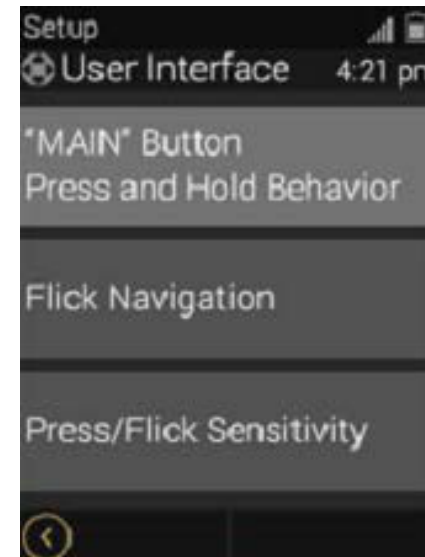 Setup
User Interface 4:21 pm
"MAIN" Button
Press and Hold Behavior
Flick Navigation
Press/Flick Sensitivity